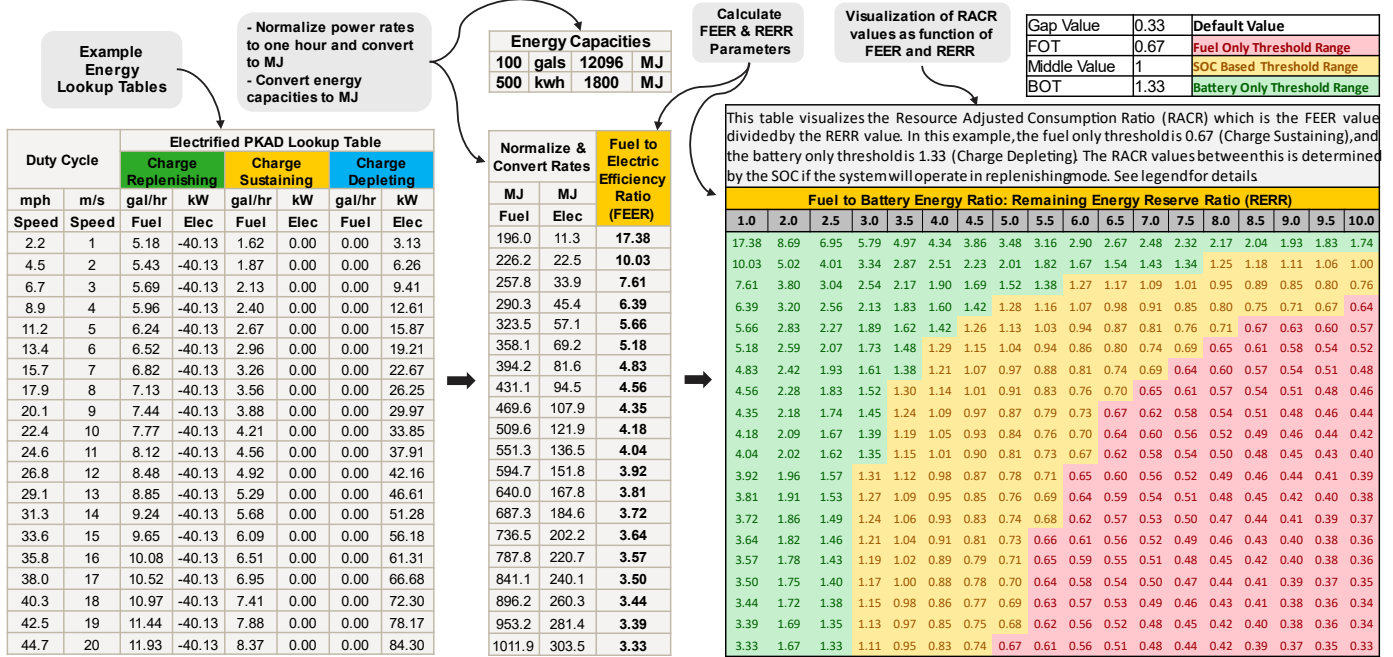 Example
Energy
Lookup Tables
- Normalize power rates
to one hour and convert
to MJ
- Convert energy
capacities to MJ
Energy Capacities
100 gals 12096 MJ
500 kwh 1800 MJ
Calculate
FEER & RERR
Parameters
Visualization of RACR
values as function of
FEER and RERR
Gap Value 0.33 Default Value
FOT 0.67 Fuel Only Threshold Range
Middle Value 1 SOC Based Threshold Range
BOT 1.33 Battery Only Threshold Range
Duty Cycle
Electrified PKAD Lookup Table
Charge Replenishing
Charge Sustaining
Charge Depleting
mph m/s gal/hr kW gal/hr kW gal/hr kW
Speed Speed Fuel Elec Fuel Elec Fuel Elec
2.2 1 5.18 -40.13 1.62 0.00 0.00 3.13
4.5 2 5.43 -40.13 1.87 0.00 0.00 6.26
6.7 3 5.69 -40.13 2.13 0.00 0.00 9.41
8.9 4 5.96 -40.13 2.40 0.00 0.00 12.61
11.2 5 6.24 -40.13 2.67 0.00 0.00 15.87
13.4 6 6.52 -40.13 2.96 0.00 0.00 19.21
15.7 7 6.82 -40.13 3.26 0.00 0.00 22.67
17.9 8 7.13 -40.13 3.56 0.00 0.00 26.25
20.1 9 7.44 -40.13 3.88 0.00 0.00 29.97
22.4 10 7.77 -40.13 4.21 0.00 0.00 33.85
24.6 11 8.12 -40.13 4.56 0.00 0.00 37.91
26.8 12 8.48 -40.13 4.92 0.00 0.00 42.16
29.1 13 8.85 -40.13 5.29 0.00 0.00 46.61
31.3 14 9.24 -40.13 5.68 0.00 0.00 51.28
33.6 15 9.65 -40.13 6.09 0.00 0.00 56.18
35.8 16 10.08 -40.13 6.51 0.00 0.00 61.31
38.0 17 10.52 -40.13 6.95 0.00 0.00 66.68
40.3 18 10.97 -40.13 7.41 0.00 0.00 72.30
42.5 19 11.44 -40.13 7.88 0.00 0.00 78.17
44.7 20 11.93 -40.13 8.37 0.00 0.00 84.30
Normalize &
Convert Rates
Fuel to
Electric
Efficiency
Ratio
(FEER)
MJ MJ
Fuel Elec
196.0 11.3 17.38
226.2 22.5 10.03
257.8 33.9 7.61
290.3 45.4 6.39
323.5 57.1 5.66
358.1 69.2 5.18
394.2 81.6 4.83
431.1 94.5 4.56
469.6 107.9 4.35
509.6 121.9 4.18
551.3 136.5 4.04
594.7 151.8 3.92
640.0 167.8 3.81
687.3 184.6 3.72
736.5 202.2 3.64
787.8 220.7 3.57
841.1 240.1 3.50
896.2 260.3 3.44
953.2 281.4 3.39
1011.9 303.5 3.33
This table visualizes the Resource Adjusted Consumption Ratio (RACR) which is the FEER value
divided by the RERR value. In this example, the fuel only threshold is 0.67 (Charge Sustaining), and
the battery only threshold is 1.33 (Charge Depleting). The RACR values between this is determined
by the SOC if the system will operate in replenishing mode. See legend for details.
Fuel to Battery Energy Ratio: Remaining Energy Reserve Ratio (RERR)
1.0 2.0 2.5 3.0 3.5 4.0 4.5 5.0 5.5 6.0 6.5 7.0 7.5 8.0 8.5 9.0 9.5 10.0
17.38 8.69 6.95 5.79 4.97 4.34 3.86 3.48 3.16 2.90 2.67 2.48 2.32 2.17 2.04 1.93 1.83 1.74
10.03 5.02 4.01 3.34 2.87 2.51 2.23 2.01 1.82 1.67 1.54 1.43 1.34 1.25 1.18 1.11 1.06 1.00
7.61 3.80 3.04 2.54 2.17 1.90 1.69 1.52 1.38 1.27 1.17 1.09 1.01 0.95 0.89 0.85 0.80 0.76
6.39 3.20 2.56 2.13 1.83 1.60 1.42 1.28 1.16 1.07 0.98 0.91 0.85 0.80 0.75 0.71 0.67 0.64
5.66 2.83 2.27 1.89 1.62 1.42 1.26 1.13 1.03 0.94 0.87 0.81 0.76 0.71 0.67 0.63 0.60 0.57
5.18 2.59 2.07 1.73 1.48 1.29 1.15 1.04 0.94 0.86 0.80 0.74 0.69 0.65 0.61 0.58 0.54 0.52
4.83 2.42 1.93 1.61 1.38 1.21 1.07 0.97 0.88 0.81 0.74 0.69 0.64 0.60 0.57 0.54 0.51 0.48
4.56 2.28 1.83 1.52 1.30 1.14 1.01 0.91 0.83 0.76 0.70 0.65 0.61 0.57 0.54 0.51 0.48 0.46
4.35 2.18 1.74 1.45 1.24 1.09 0.97 0.87 0.79 0.73 0.67 0.62 0.58 0.54 0.51 0.48 0.46 0.44
4.18 2.09 1.67 1.39 1.19 1.05 0.93 0.84 0.76 0.70 0.64 0.60 0.56 0.52 0.49 0.46 0.44 0.42
4.04 2.02 1.62 1.35 1.15 1.01 0.90 0.81 0.73 0.67 0.62 0.58 0.54 0.50 0.48 0.45 0.43 0.40
3.92 1.96 1.57 1.31 1.12 0.98 0.87 0.78 0.71 0.65 0.60 0.56 0.52 0.49 0.46 0.44 0.41 0.39
3.81 1.91 1.53 1.27 1.09 0.95 0.85 0.76 0.69 0.64 0.59 0.54 0.51 0.48 0.45 0.42 0.40 0.38
3.72 1.86 1.49 1.24 1.06 0.93 0.83 0.74 0.68 0.62 0.57 0.53 0.50 0.47 0.44 0.41 0.39 0.37
3.64 1.82 1.46 1.21 1.04 0.91 0.81 0.73 0.66 0.61 0.56 0.52 0.49 0.46 0.43 0.40 0.38 0.36
3.57 1.78 1.43 1.19 1.02 0.89 0.79 0.71 0.65 0.59 0.55 0.51 0.48 0.45 0.42 0.40 0.38 0.36
3.50 1.75 1.40 1.17 1.00 0.88 0.78 0.70 0.64 0.58 0.54 0.50 0.47 0.44 0.41 0.39 0.37 0.35
3.44 1.72 1.38 1.15 0.98 0.86 0.77 0.69 0.63 0.57 0.53 0.49 0.46 0.43 0.41 0.38 0.36 0.34
3.39 1.69 1.35 1.13 0.97 0.85 0.75 0.68 0.62 0.56 0.52 0.48 0.45 0.42 0.40 0.38 0.36 0.34
3.33 1.67 1.33 1.11 0.95 0.83 0.74 0.67 0.61 0.56 0.51 0.48 0.44 0.42 0.39 0.37 0.35 0.33